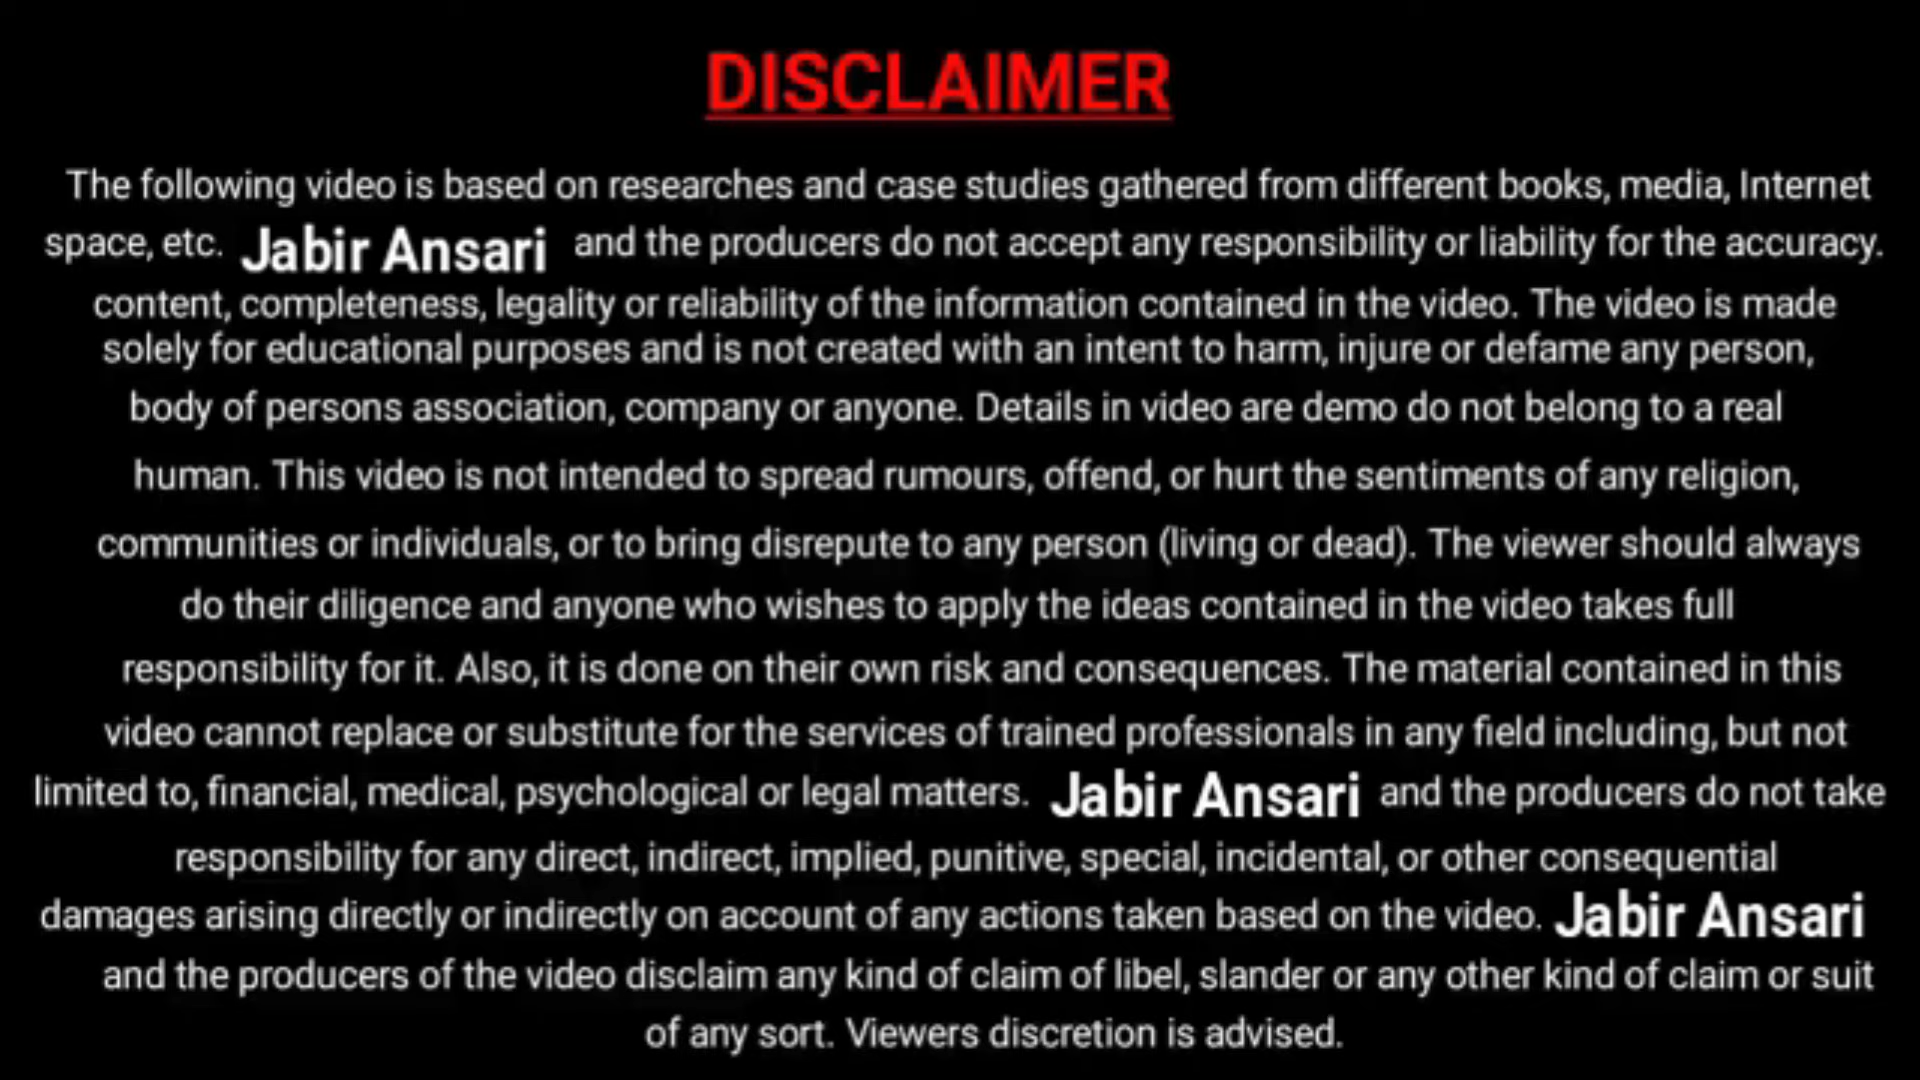 DISCLAIMER
The following video is based on researches and case studies gathered from different books, media, Internet
space, etc. Jabir Ansari and the producers do not accept any responsibility or liability for the accuracy.
content, completeness, legality or reliability of the information contained in the video. The video is made
solely for educational purposes and is not created with an intent to harm, injure or defame any person,
body of persons association, company or anyone. Details in video are demo do not belong to a real
human. This video is not intended to spread rumours, offend, or hurt the sentiments of any religion,
communities or individuals, or to bring disrepute to any person (living or dead). The viewer should always
do their diligence and anyone who wishes to apply the ideas contained in the video takes full
responsibility for it. Also, it is done on their own risk and consequences. The material contained in this
video cannot replace or substitute for the services of trained professionals in any field including, but not
limited to, financial, medical, psychological or legal matters. Jabir Ansari and the producers do not take
responsibility for any direct, indirect, implied, punitive, special, incidental, or other consequential
damages arising directly or indirectly on account of any actions taken based on the video. Jabir Ansari
and the producers of the video disclaim any kind of claim of libel, slander or any other kind of claim or suit
of any sort. Viewers discretion is advised.